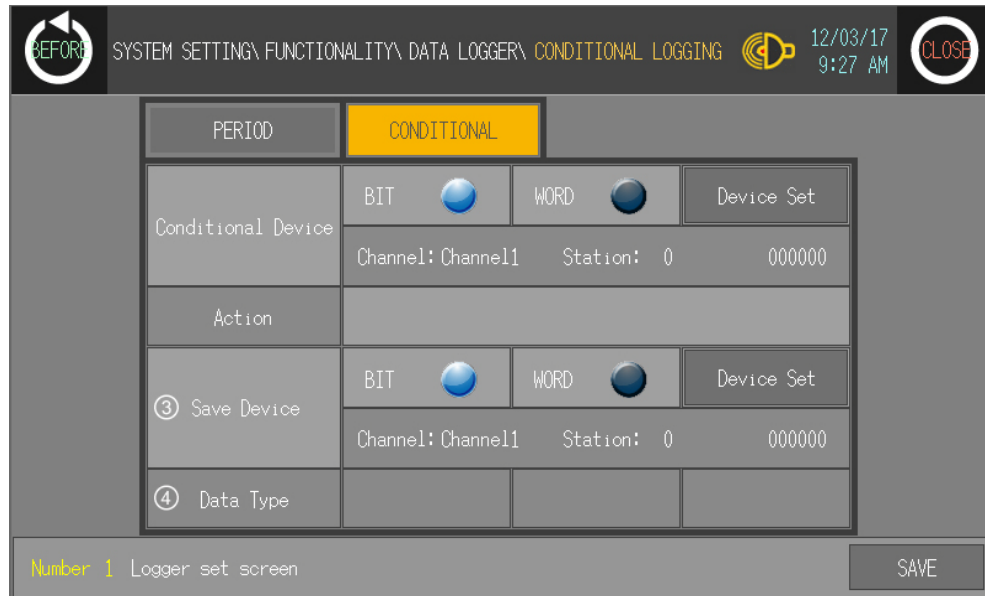 BEFORE SYSTEM SETTING\ FUNCTIONALITY\ DATA LOGGER\ CONDITIONAL LOGGING 12/03/17 9:27 AM CLOSE
PERIOD CONDITIONAL
Conditional Device
BIT WORD Device Set
Channel: Channel1 Station: 0 000000
Action
③ Save Device
BIT WORD Device Set
Channel: Channel1 Station: 0 000000
④ Data Type
Number 1 Logger set screen SAVE